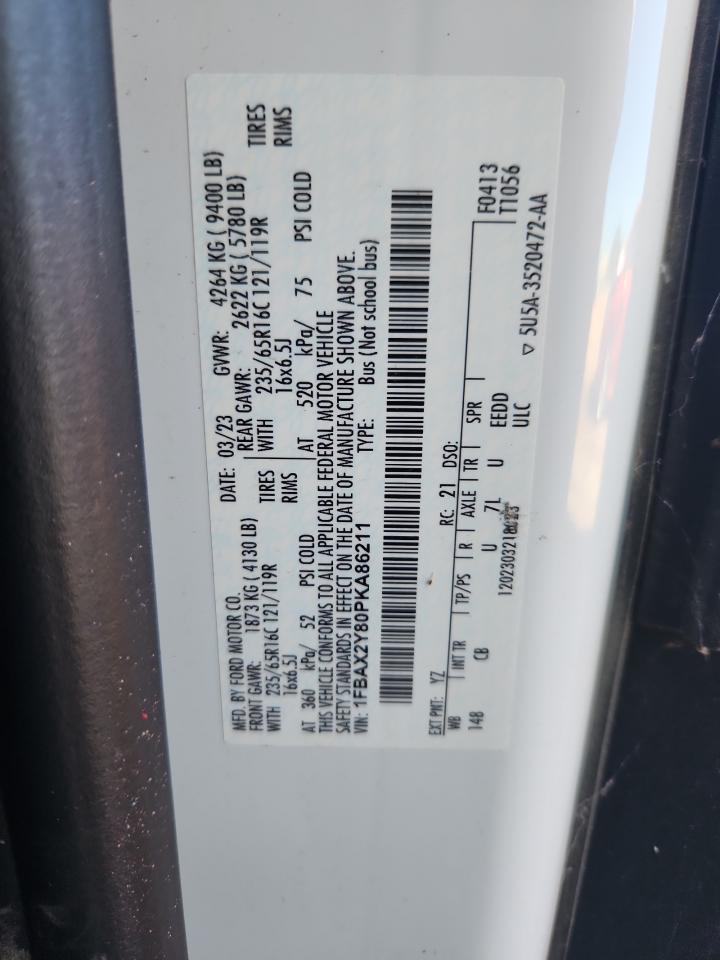 MFD. BY FORD MOTOR CO.
DATE: 03/23 GVWR: 4264 KG ( 9400 LB)
FRONT GAWR: 1873 KG ( 4130 LB) REAR GAWR: 2622 KG ( 5780 LB)
WITH 235/65R16C 121/119R TIRES WITH 235/65R16C 121/119R TIRES
16x6.5J RIMS 16x6.5J RIMS
AT 360 kPa/ 52 PSI COLD AT 520 kPa/ 75 PSI COLD
THIS VEHICLE CONFORMS TO ALL APPLICABLE FEDERAL MOTOR VEHICLE
SAFETY STANDARDS IN EFFECT ON THE DATE OF MANUFACTURE SHOWN ABOVE.
VIN: 1FBAX2Y80PKA86211 TYPE: Bus (Not school bus)
EXT PNT: YZ RC: 21 DSO:
WB INT TR TP/PS R AXLE TR SPR
148 CB U 7L U EEDD
F0413
T1056
ULC
▽ 5U5A-3520472-AA